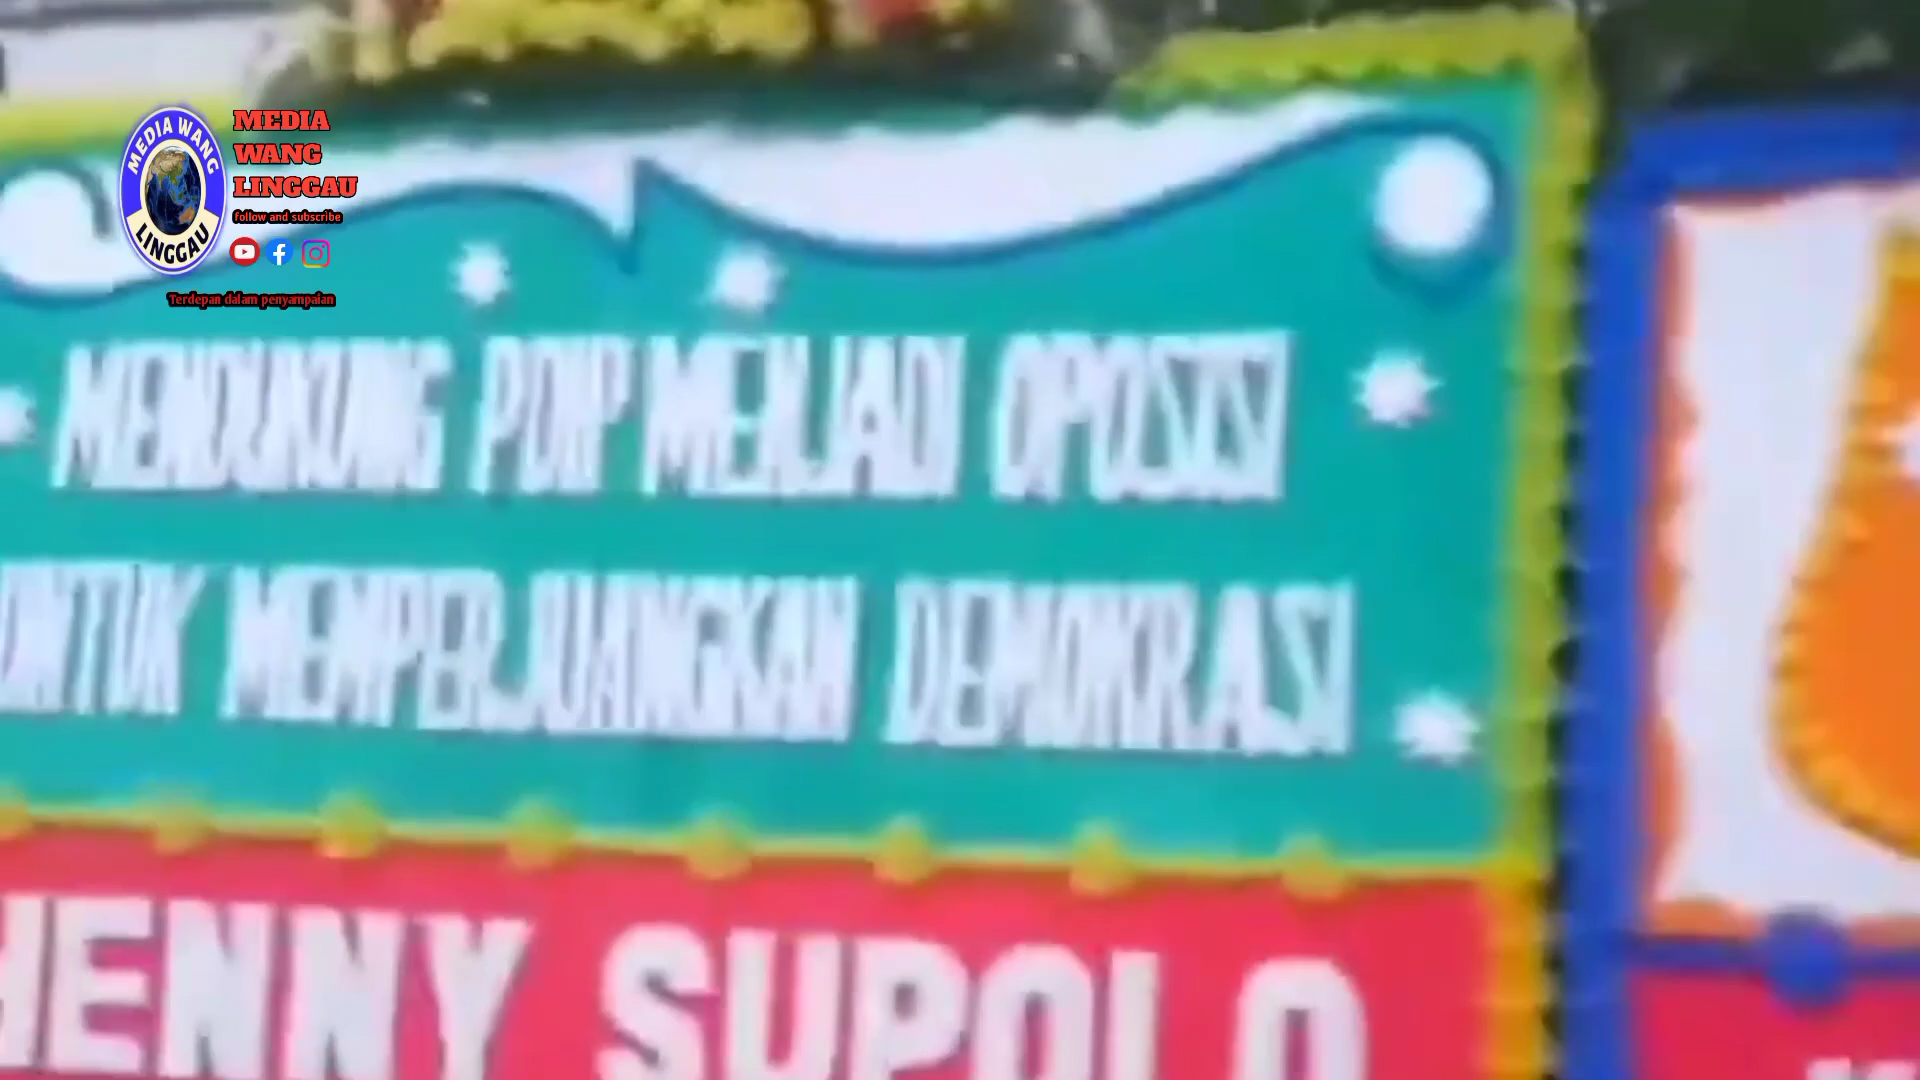 MEDIA WANG
LINGGAU
MEDIA
WANG
LINGGAU
follow and subscribe
Terdepan dalam penyampaian
MENDUKUNG PDIP MENJADI OPOSISI
UNTUK MEMPERJUANGKAN DEMOKRASI
HENNY SUPOLO